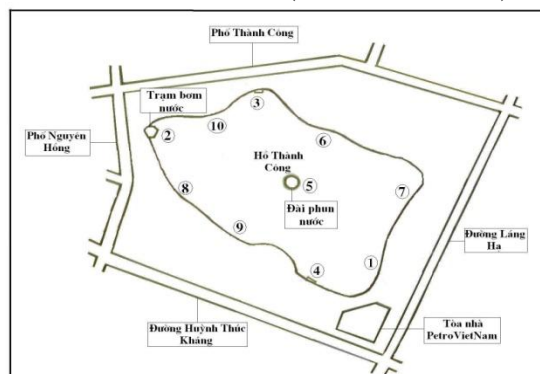 Phố Thành Công
Trạm bơm
nước
3
10
2
6
Phố Nguyên
Hồng
Hồ Thành
Công
5
7
8
Đài phun
nước
9
Đường Láng
Hạ
4
1
Đường Huỳnh Thúc
Kháng
Tòa nhà
PetroVietNam